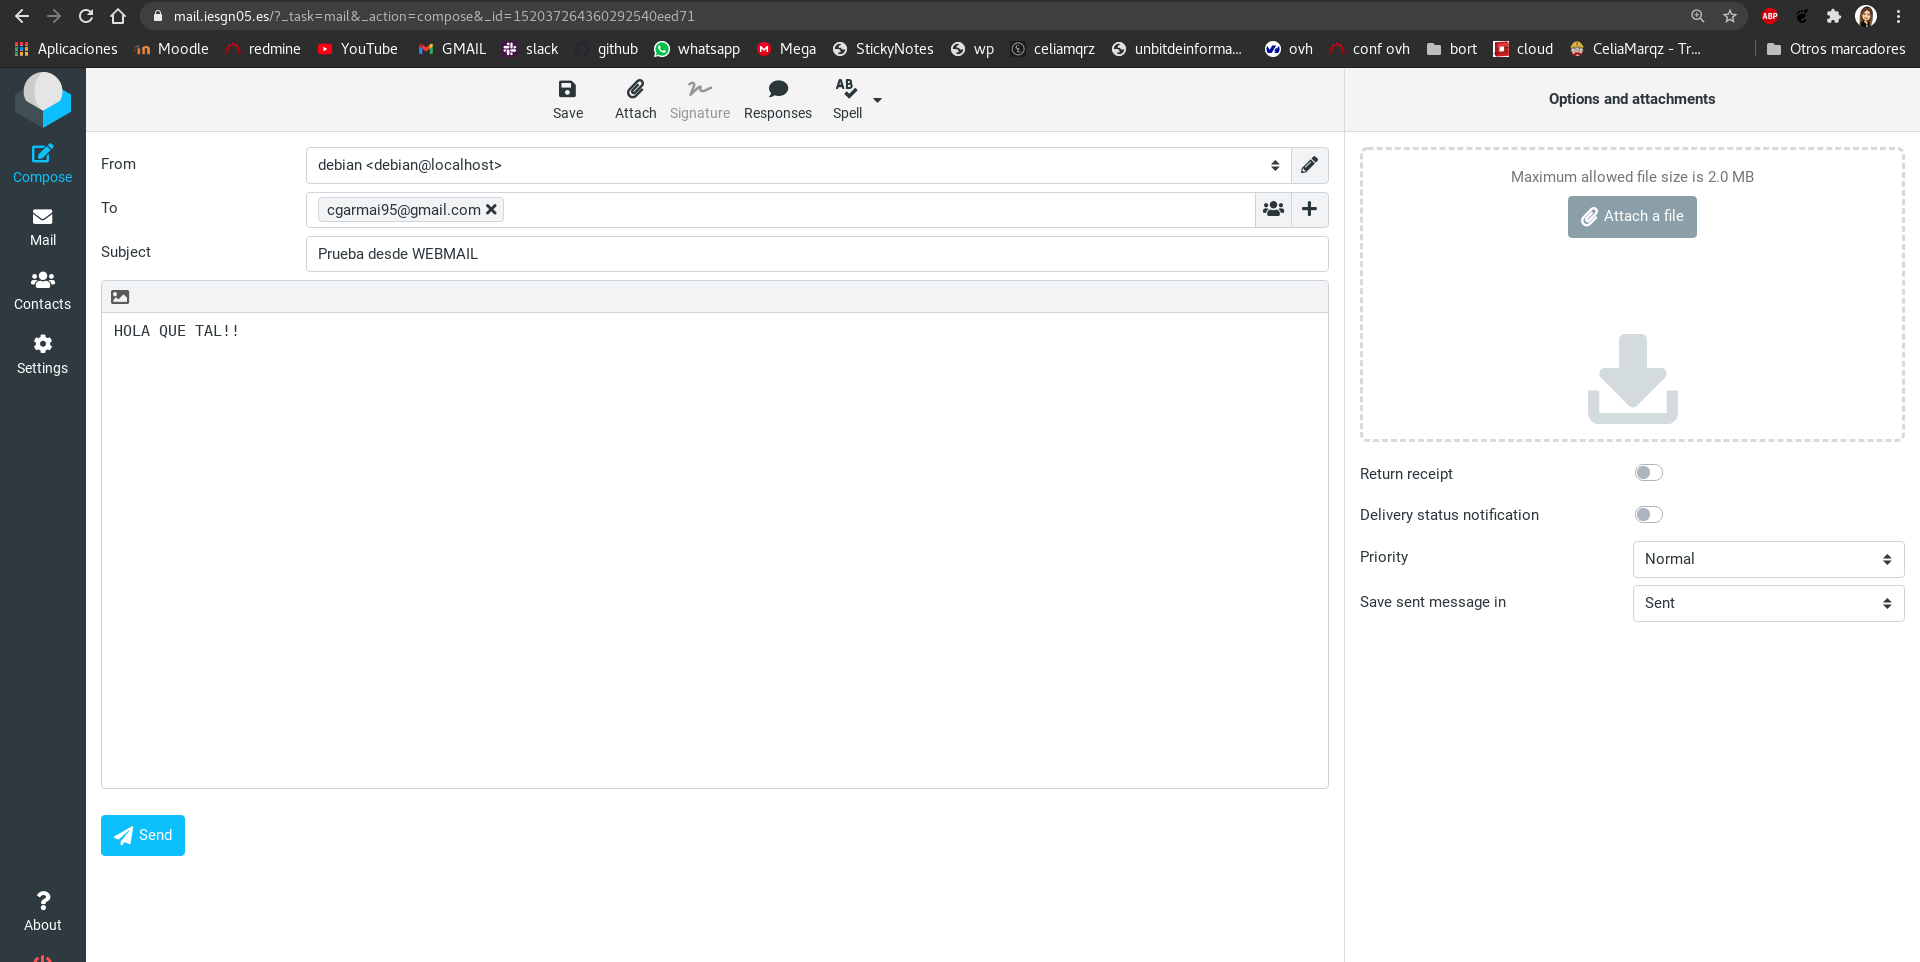 mail.iesgn05.es/?_task=mail&_action=compose&_id=152037264360292540eed71
ABP
Aplicaciones Moodle redmine YouTube GMAIL slack github whatsapp Mega StickyNotes wp celiamqrz unbitdeinforma... ovh conf ovh bort cloud CeliaMarqz - Tr... Otros marcadores
Save Attach Signature Responses AB Spell
Options and attachments
Compose
Mail
Contacts
Settings
About
From debian <debian@localhost>
To cgarmai95@gmail.com
Subject Prueba desde WEBMAIL
HOLA QUE TAL!!
Send
Maximum allowed file size is 2.0 MB
Attach a file
Return receipt
Delivery status notification
Priority Normal
Save sent message in Sent